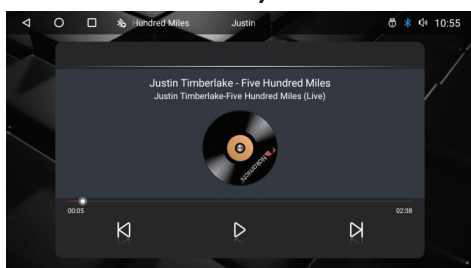 Hundred Miles Justin 10:55
Justin Timberlake - Five Hundred Miles
Justin Timberlake-Five Hundred Miles (Live)
Nakamichi
00:05 02:38